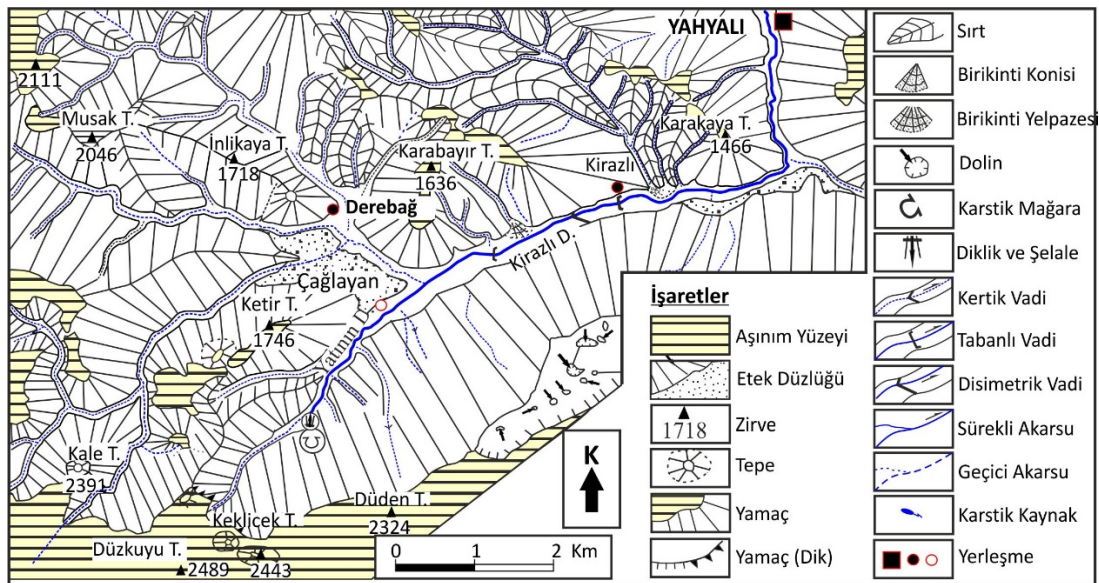 YAHYALI
2111
Musak T.
2046
İnlikaya T.
1718
Karabayır T.
1636
Karakaya T.
1466
Kirazlı
Derebağ
Kirazlı D.
Çağlayan
Ketir T.
1746
Kale T.
2391
Keklicek T.
2443
Düden T.
2324
Düzkuyu T.
2489
0 1 2 Km
K
İşaretler
Aşınım Yüzeyi
Etek Düzlüğü
1718
Zirve
Tepe
Yamaç
Yamaç (Dik)
Sırt
Birikinti Konisi
Birikinti Yelpazesi
Dolin
Karstik Mağara
Diklik ve Şelale
Kertik Vadi
Tabanlı Vadi
Disimetrik Vadi
Sürekli Akarsu
Geçici Akarsu
Karstik Kaynak
Yerleşme